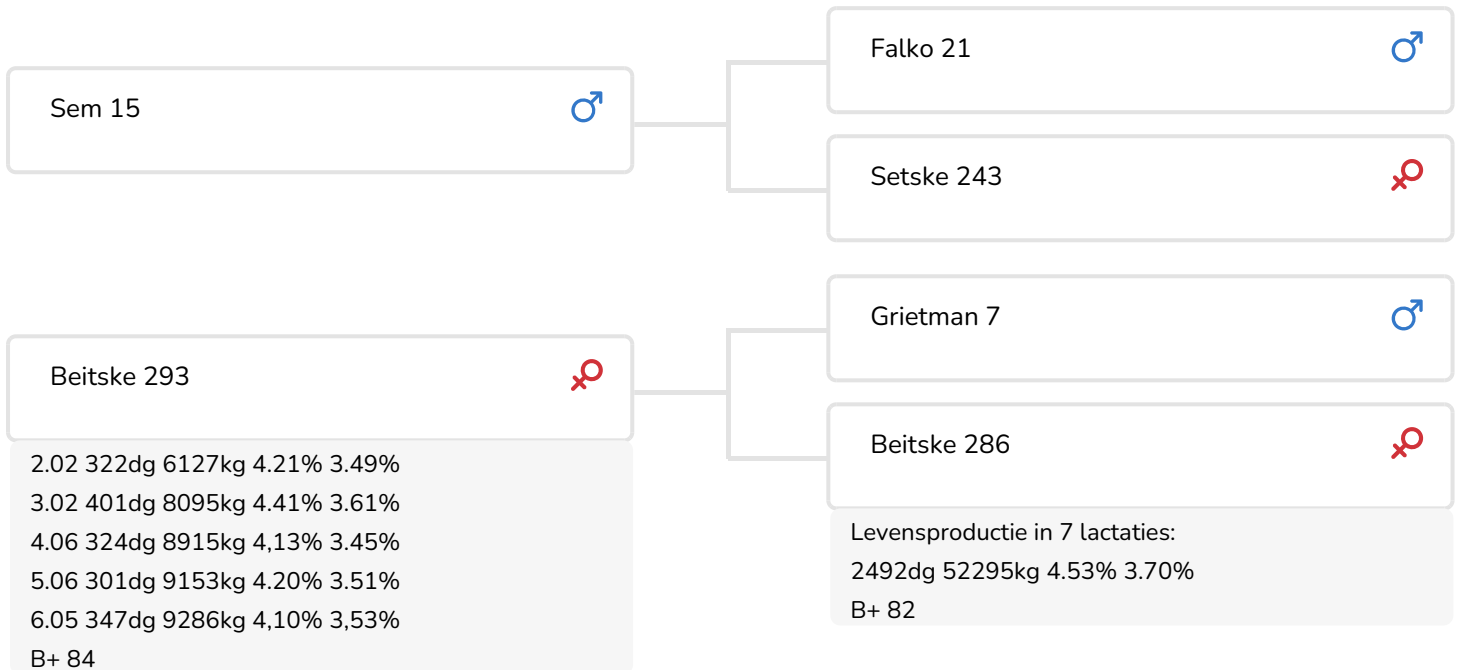 Sem 15
Falko 21
Setske 243
Beitske 293
2.02 322dg 6127kg 4.21% 3.49%
3.02 401dg 8095kg 4.41% 3.61%
4.06 324dg 8915kg 4,13% 3.45%
5.06 301dg 9153kg 4.20% 3.51%
6.05 347dg 9286kg 4,10% 3,53%
B+ 84
Grietman 7
Beitske 286
Levensproductie in 7 lactaties:
2492dg 52295kg 4.53% 3.70%
B+ 82